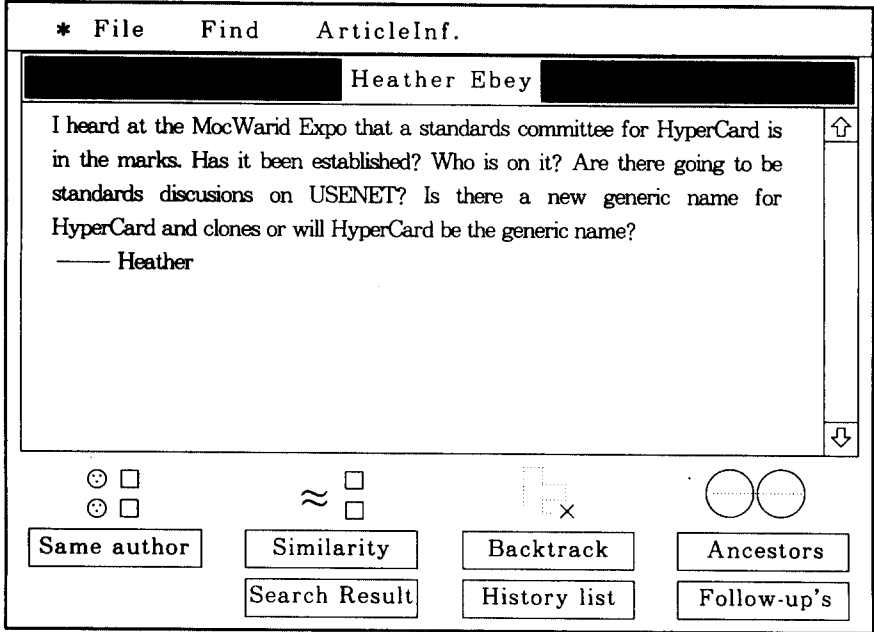 * File Find ArticleInf.
Heather Ebey
I heard at the MocWarid Expo that a standards committee for HyperCard is
in the marks. Has it been established? Who is on it? Are there going to be
standards discusions on USENET? Is there a new generic name for
HyperCard and clones or will HyperCard be the generic name?
—— Heather
Same author Similarity Backtrack Ancestors
Search Result History list Follow-up's